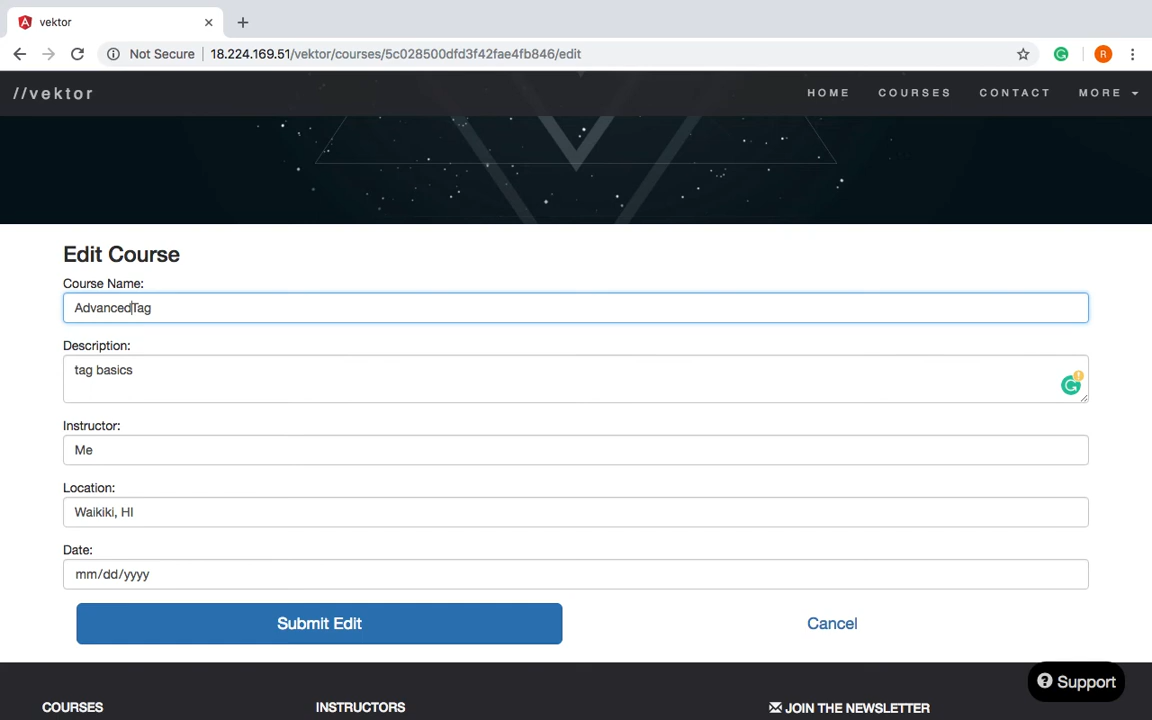 vektor
Not Secure 18.224.169.51/vektor/courses/5c028500dfd3f42fae4fb846/edit
R
//vektor HOME COURSES CONTACT MORE
Edit Course
Course Name:
AdvancedTag
Description:
tag basics
Instructor:
Me
Location:
Waikiki, HI
Date:
mm/dd/yyyy
Submit Edit Cancel
Support
COURSES INSTRUCTORS JOIN THE NEWSLETTER